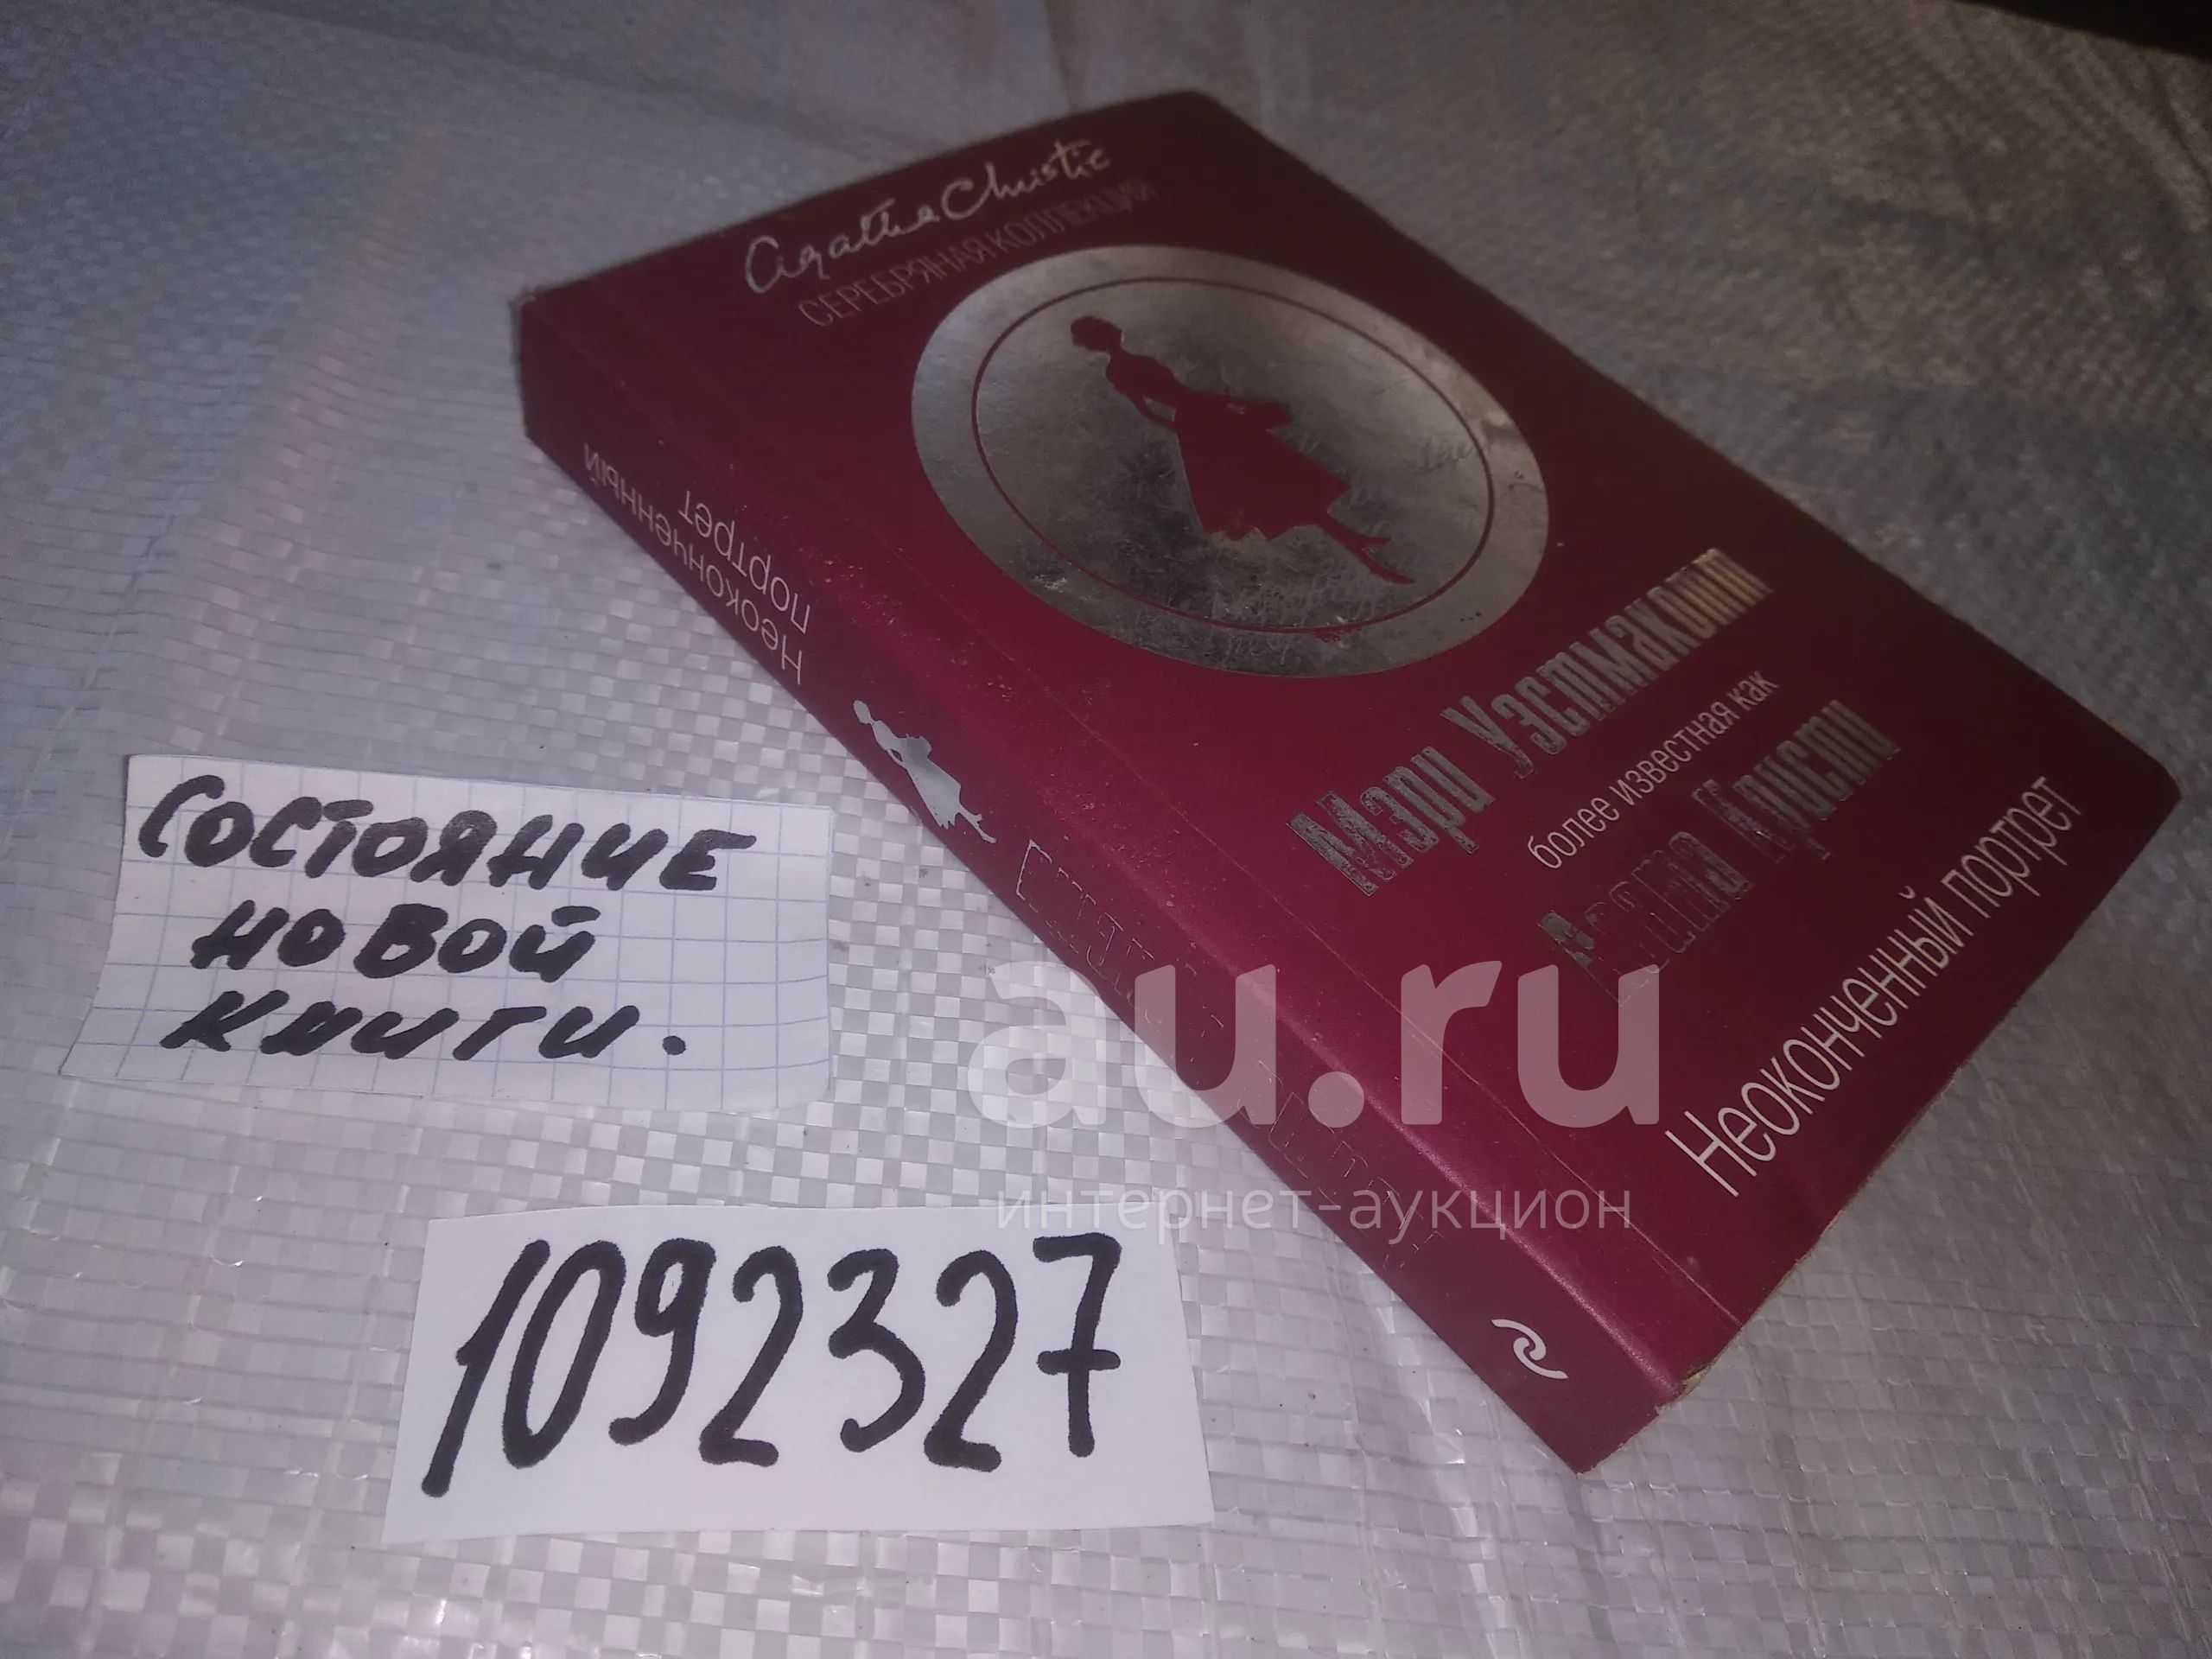 Agatha Christie
СЕРЕБРЯНАЯ КОЛЛЕКЦИЯ
Мэри Уэстмакотт
более известная как
Агата Кристи
Неоконченный портрет
Неоконченный
портрет
СОСТОЯНИЕ
НОВОЙ
КНИГИ.
1092327
au.ru
интернет-аукцион